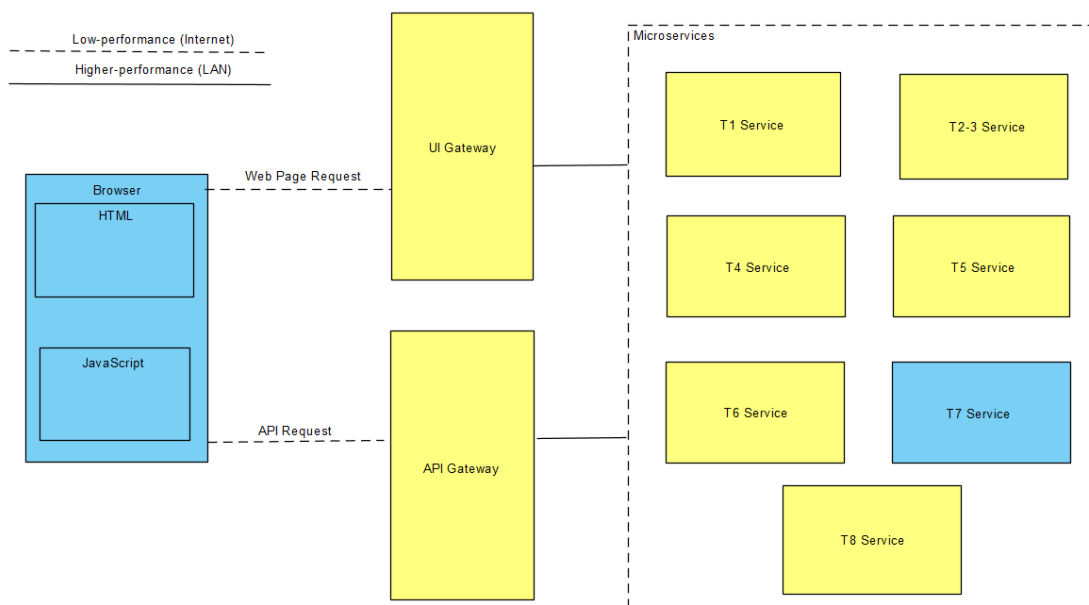 Low-performance (Internet)
Higher-performance (LAN)
Browser
HTML
JavaScript
Web Page Request
API Request
UI Gateway
API Gateway
Microservices
T1 Service
T2-3 Service
T4 Service
T5 Service
T6 Service
T7 Service
T8 Service